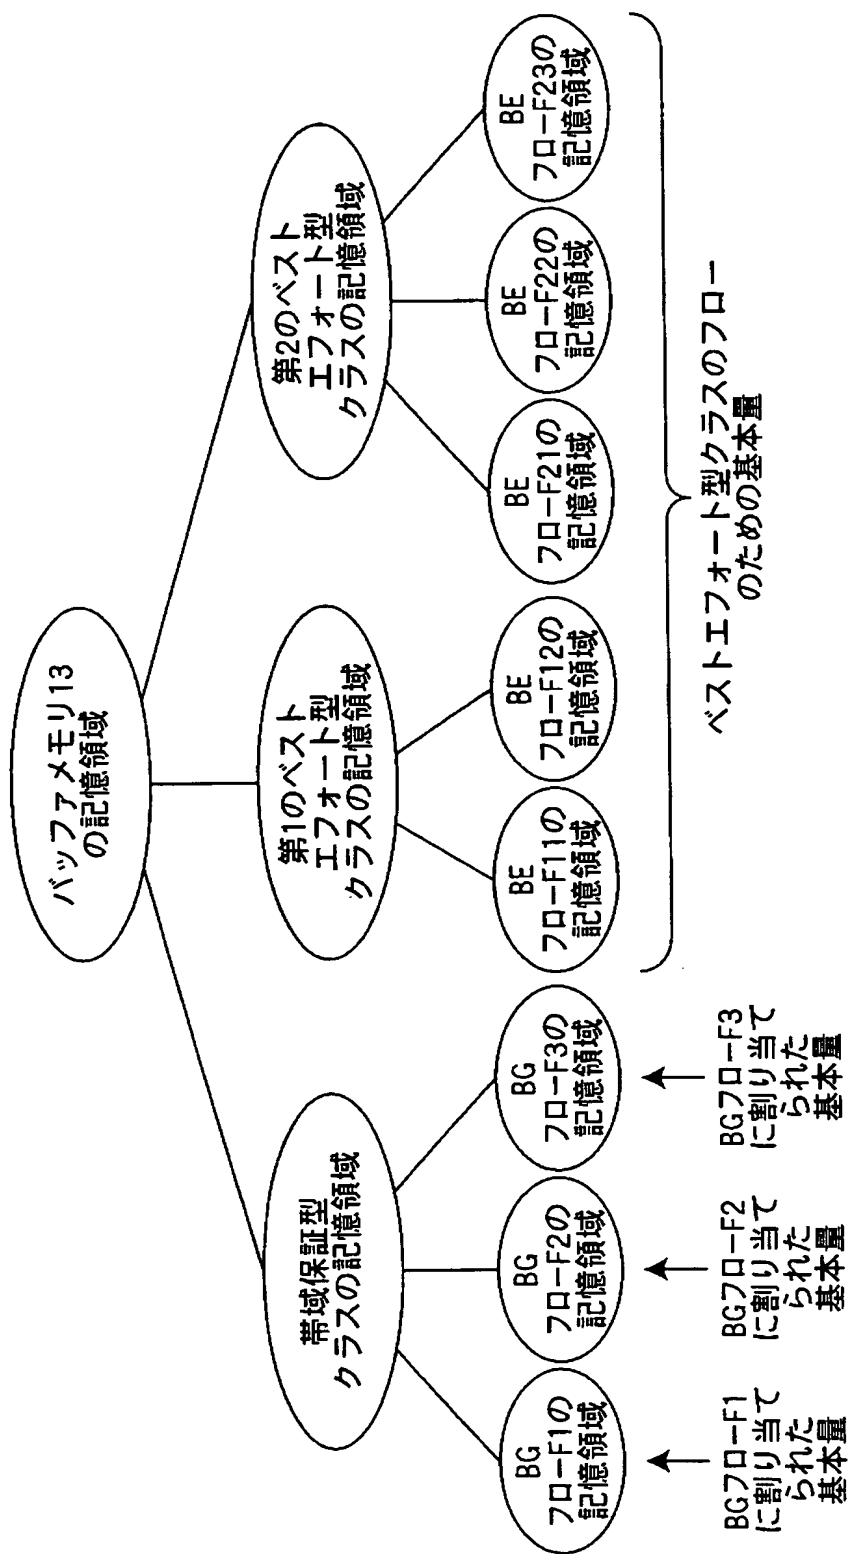 バッファメモリ13
の記憶領域
帯域保証型
クラスの記憶領域
第1のベスト
エフォート型
クラスの記憶領域
第2のベスト
エフォート型
クラスの記憶領域
BG
フローF1の
記憶領域
BG
フローF2の
記憶領域
BG
フローF3の
記憶領域
BE
フローF11の
記憶領域
BE
フローF12の
記憶領域
BE
フローF21の
記憶領域
BE
フローF22の
記憶領域
BE
フローF23の
記憶領域
BGフローF1
に割り当て
られた
基本量
BGフローF2
に割り当て
られた
基本量
BGフローF3
に割り当て
られた
基本量
ベストエフォート型クラスのフロー
のための基本量